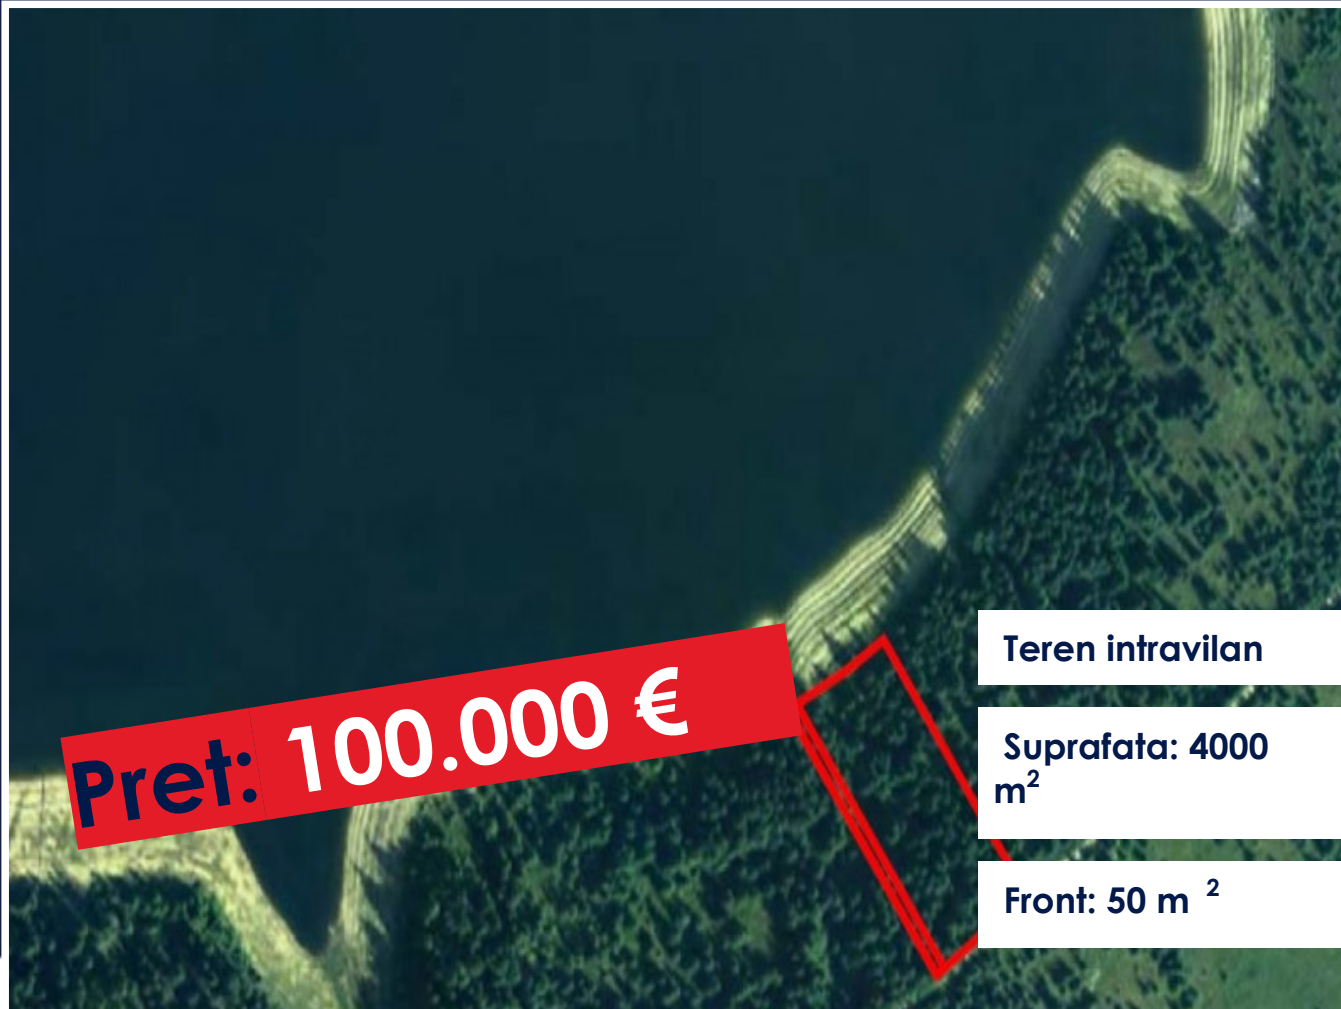 Pret: 100.000 €
Teren intravilan
Suprafata: 4000
m²
Front: 50 m ²